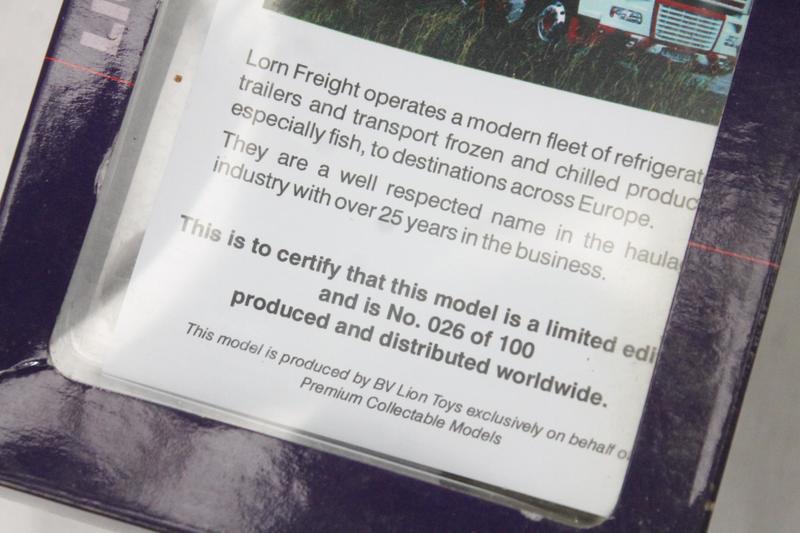 LI
Lorn Freight operates a modern fleet of refrigerat
trailers and transport frozen and chilled produc
especially fish, to destinations across Europe.
They are a well respected name in the haula
industry with over 25 years in the business.
This is to certify that this model is a limited edi
and is No. 026 of 100
produced and distributed worldwide.
This model is produced by BV Lion Toys exclusively on behalf o
Premium Collectable Models